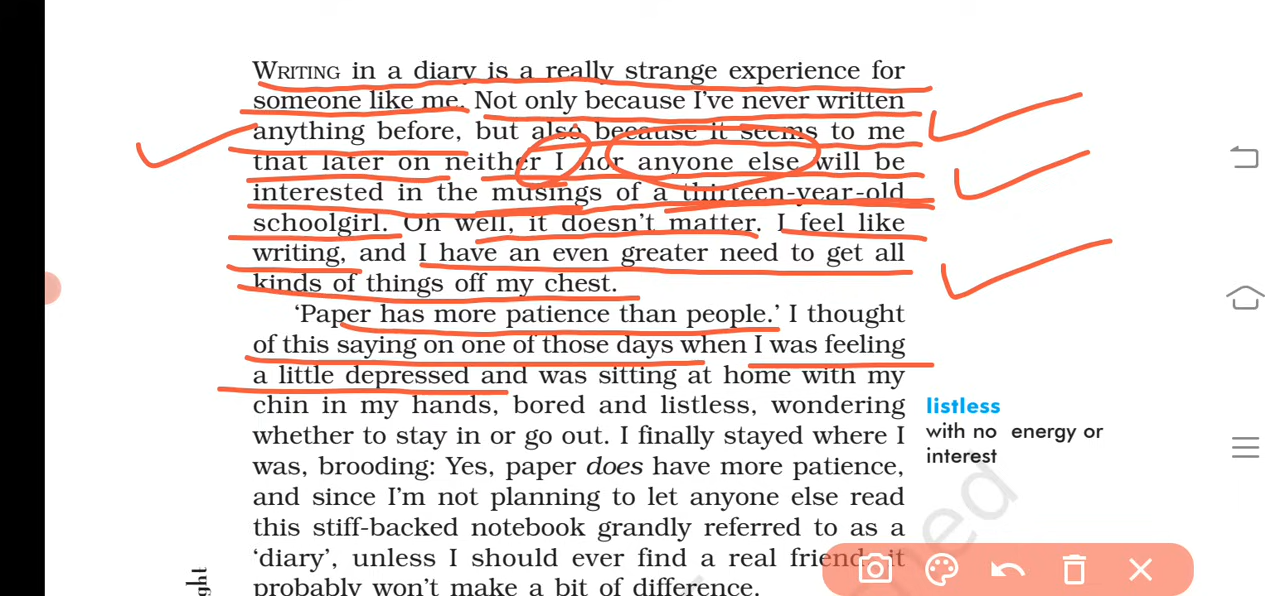 WRITING in a diary is a really strange experience for
someone like me. Not only because I've never written
anything before, but also because it seems to me
that later on neither I nor anyone else will be
interested in the musings of a thirteen-year-old
schoolgirl. Oh well, it doesn't matter. I feel like
writing, and I have an even greater need to get all
kinds of things off my chest.
‘Paper has more patience than people.’ I thought
of this saying on one of those days when I was feeling
a little depressed and was sitting at home with my
chin in my hands, bored and listless, wondering
whether to stay in or go out. I finally stayed where I
was, brooding: Yes, paper does have more patience,
and since I'm not planning to let anyone else read
this stiff-backed notebook grandly referred to as a
‘diary’, unless I should ever find a real friend, it
probably won't make a bit of difference.
listless
with no energy or
interest